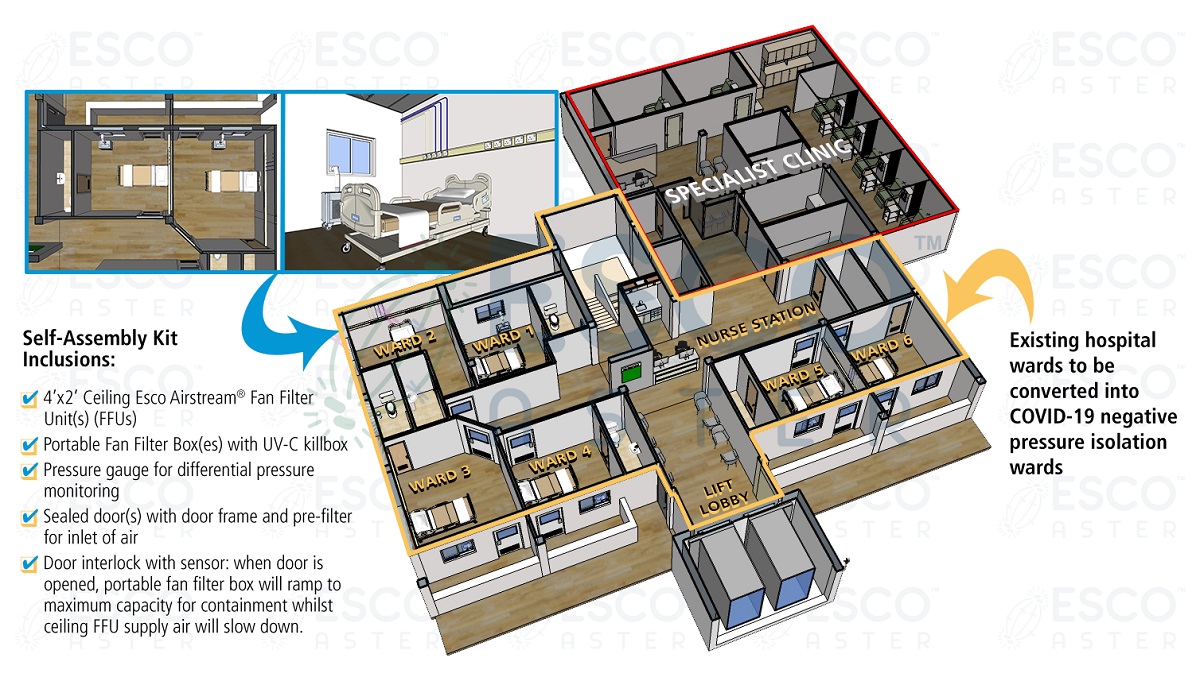 ESCO™
ASTER
Self-Assembly Kit
Inclusions:
4'x2' Ceiling Esco Airstream® Fan Filter
Unit(s) (FFUs)
Portable Fan Filter Box(es) with UV-C killbox
Pressure gauge for differential pressure
monitoring
Sealed door(s) with door frame and pre-filter
for inlet of air
Door interlock with sensor: when door is
opened, portable fan filter box will ramp to
maximum capacity for containment whilst
ceiling FFU supply air will slow down.
SPECIALIST CLINIC
NURSE STATION
WARD 2
WARD 1
WARD 6
WARD 5
WARD 3
WARD 4
LIFT
LOBBY
Existing hospital
wards to be
converted into
COVID-19 negative
pressure isolation
wards